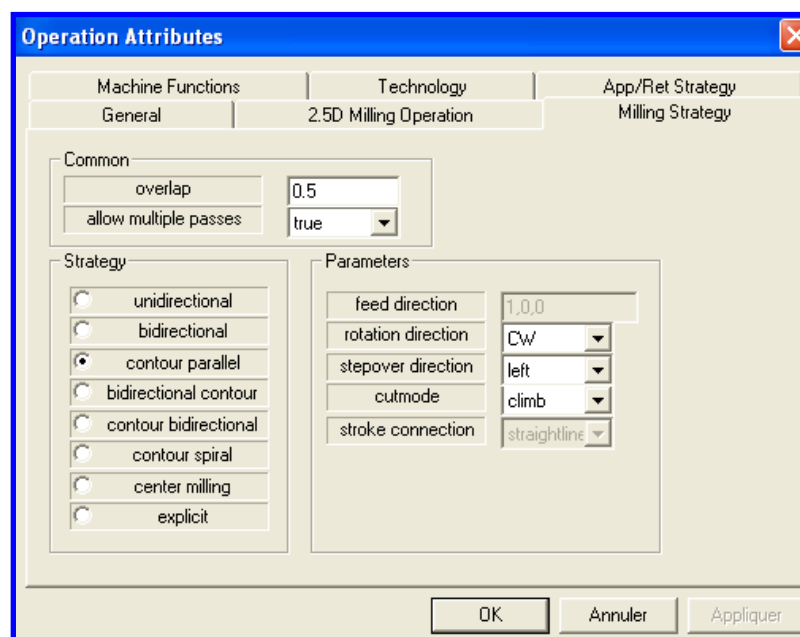 Operation Attributes
Machine Functions
Technology
App/Ret Strategy
General
2.5D Milling Operation
Milling Strategy
Common
overlap
0.5
allow multiple passes
true
Strategy
unidirectional
bidirectional
contour parallel
bidirectional contour
contour bidirectional
contour spiral
center milling
explicit
Parameters
feed direction
1,0,0
rotation direction
CW
stepover direction
left
cutmode
climb
stroke connection
straightline
OK
Annuler
Appliquer